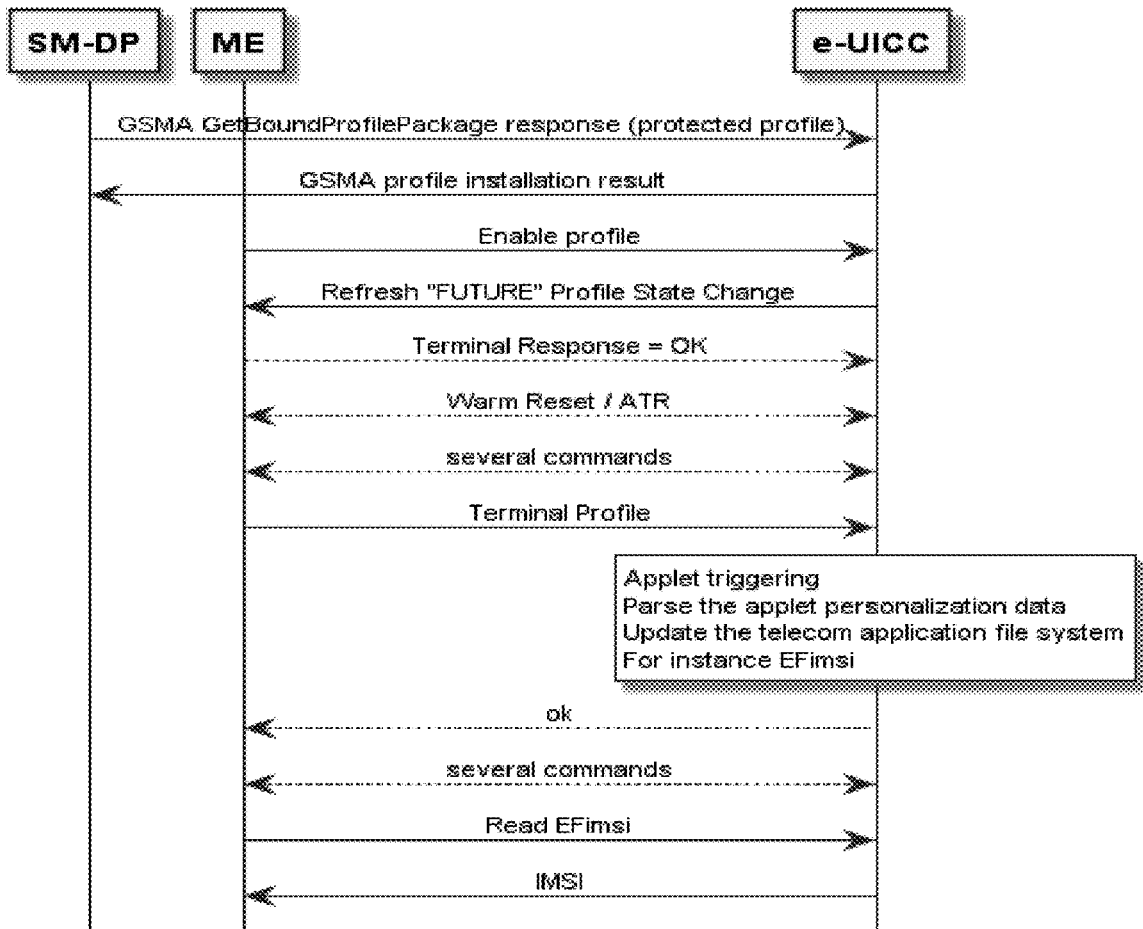 SM-DP ME e-UICC
GSMA GetBoundProfilePackage response (protected profile)
GSMA profile installation result
Enable profile
Refresh "FUTURE" Profile State Change
Terminal Response = OK
Warm Reset / ATR
several commands
Terminal Profile
Applet triggering
Parse the applet personalization data
Update the telecom application file system
For instance EFimsi
ok
several commands
Read EFimsi
IMSI